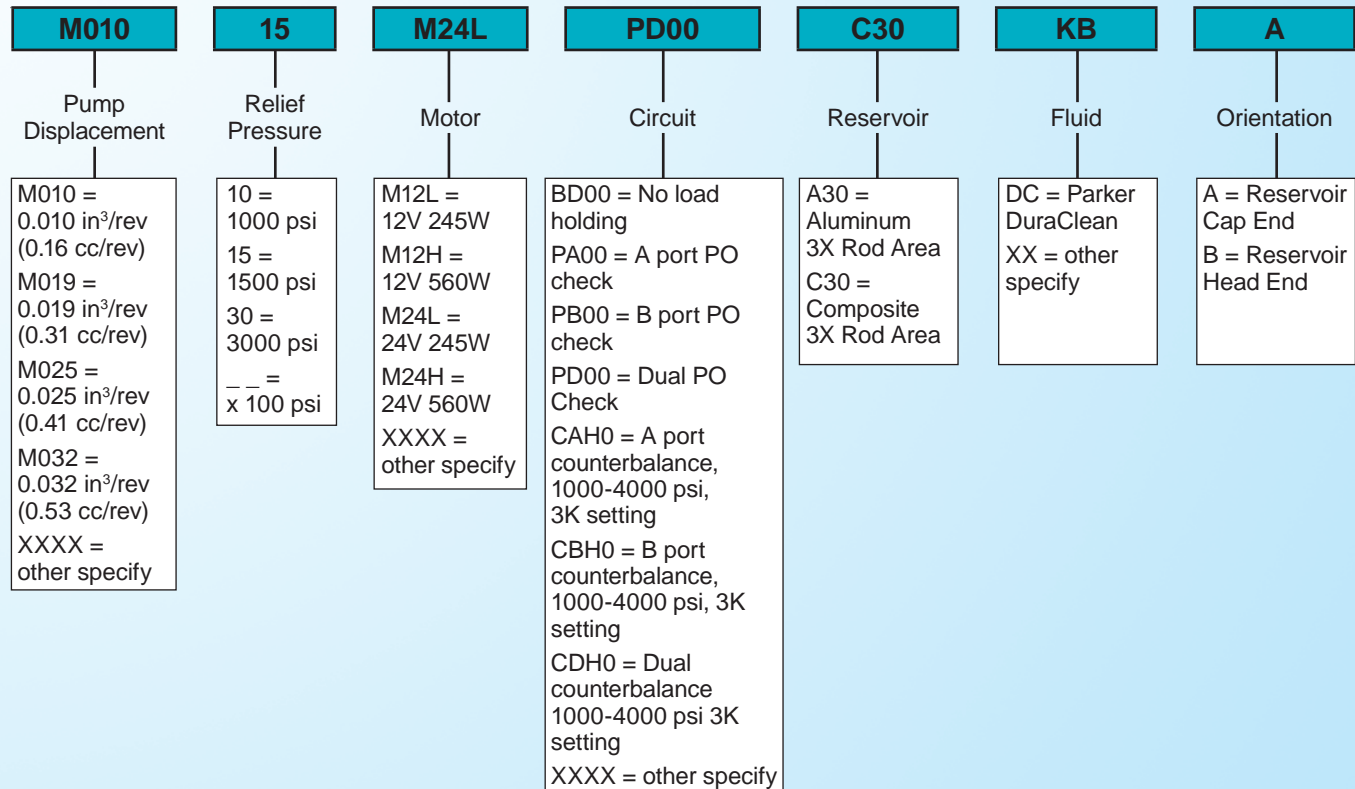 M010
15
M24L
PD00
C30
KB
A
Pump
Displacement
Relief
Pressure
Motor
Circuit
Reservoir
Fluid
Orientation
M010 =
0.010 in³/rev
(0.16 cc/rev)
M019 =
0.019 in³/rev
(0.31 cc/rev)
M025 =
0.025 in³/rev
(0.41 cc/rev)
M032 =
0.032 in³/rev
(0.53 cc/rev)
XXXX =
other specify
10 =
1000 psi
15 =
1500 psi
30 =
3000 psi
_ _ =
x 100 psi
M12L =
12V 245W
M12H =
12V 560W
M24L =
24V 245W
M24H =
24V 560W
XXXX =
other specify
BD00 = No load
holding
PA00 = A port PO
check
PB00 = B port PO
check
PD00 = Dual PO
Check
CAH0 = A port
counterbalance,
1000-4000 psi,
3K setting
CBH0 = B port
counterbalance,
1000-4000 psi, 3K
setting
CDH0 = Dual
counterbalance
1000-4000 psi 3K
setting
XXXX = other specify
A30 =
Aluminum
3X Rod Area
C30 =
Composite
3X Rod Area
DC = Parker
DuraClean
XX = other
specify
A = Reservoir
Cap End
B = Reservoir
Head End